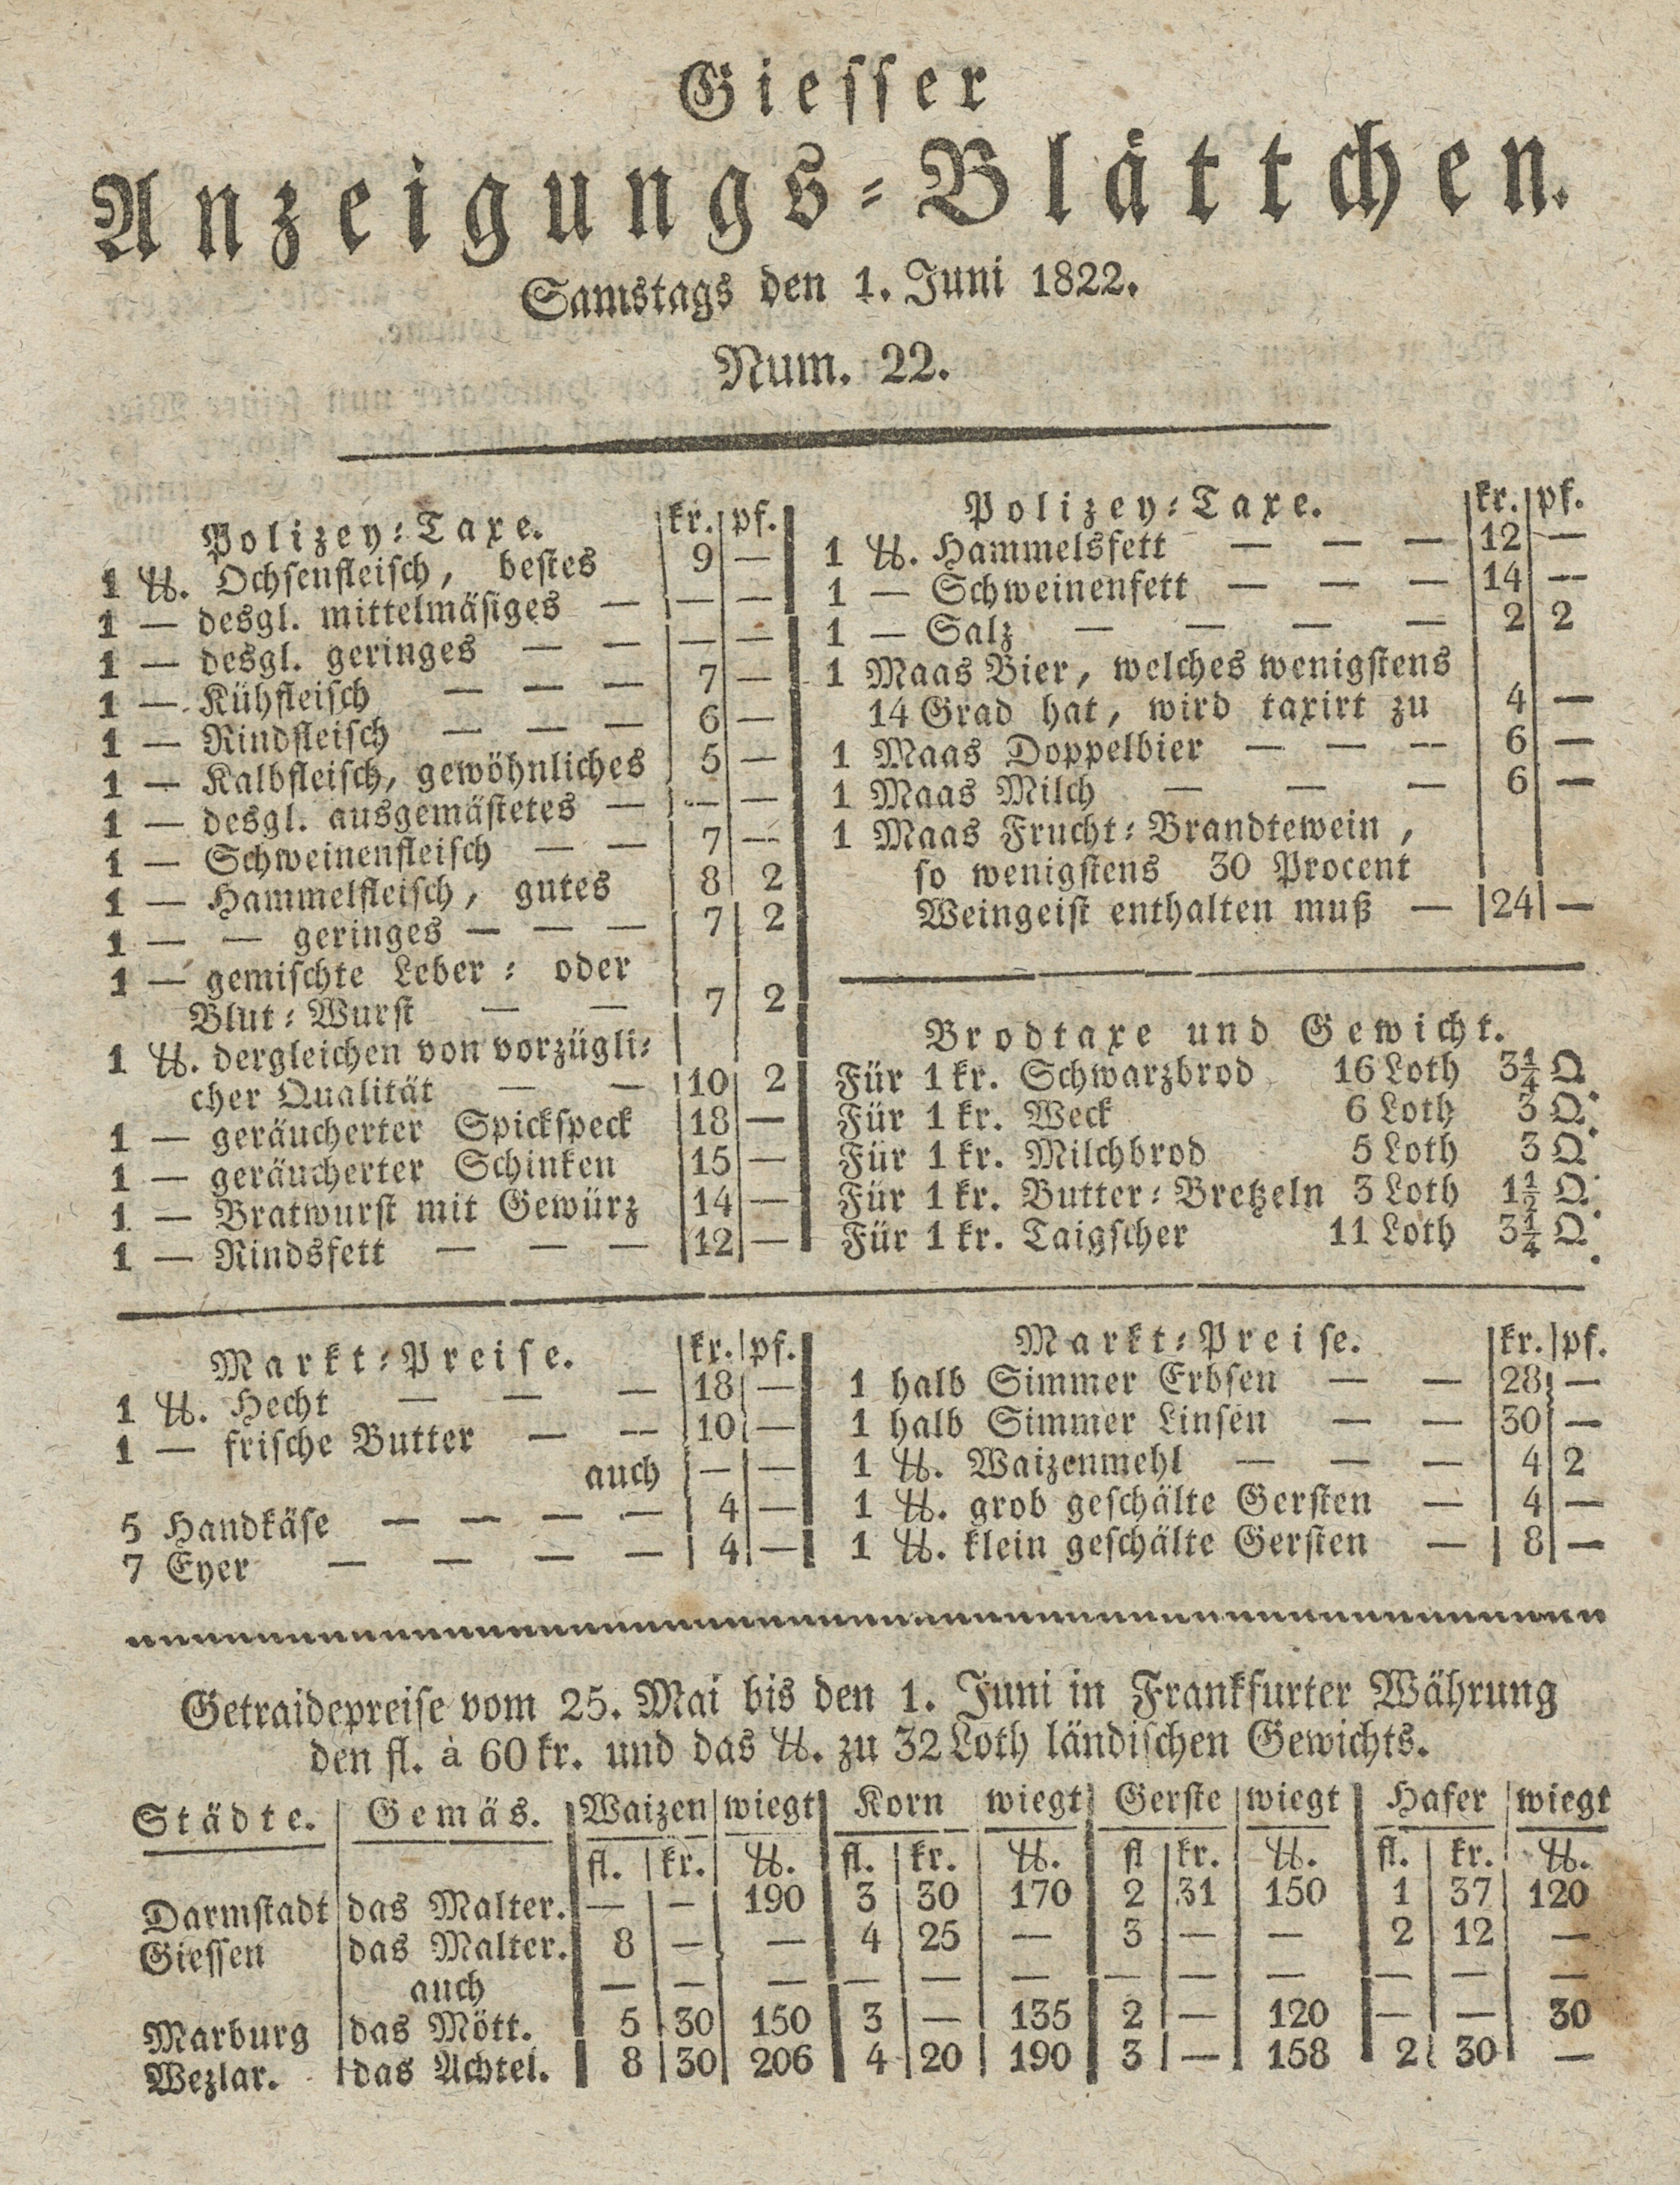 Giesser
Anzeigungs-Blättchen.
Samstags den 1. Juni 1822.
Num. 22.
Polizey-Taxe. kr. pf.
1 ℔. Ochsenfleisch, bestes 9 —
1 — desgl. mittelmäsiges — — —
1 — desgl. geringes — — — —
1 — Kühfleisch — — — 7 —
1 — Rindfleisch — — — 6 —
1 — Kalbfleisch, gewöhnliches 5 —
1 — desgl. ausgemästetes — — —
1 — Schweinenfleisch — — 7 —
1 — Hammelfleisch, gutes 8 2
1 — — geringes — — — 7 2
1 — gemischte Leber- oder
Blut-Wurst — — 7 2
1 ℔. dergleichen von vorzügli-
cher Qualität — — 10 2
1 — geräucherter Spickspeck 18 —
1 — geräucherter Schinken 15 —
1 — Bratwurst mit Gewürz 14 —
1 — Rindsfett — — — 12 —
Polizey-Taxe. kr. pf.
1 ℔. Hammelsfett — — — 12 —
1 — Schweinenfett — — — 14 —
1 — Salz — — — — 2 2
1 Maas Bier, welches wenigstens
14 Grad hat, wird taxirt zu 4 —
1 Maas Doppelbier — — — 6 —
1 Maas Milch — — — 6 —
1 Maas Frucht-Brandtewein,
so wenigstens 30 Procent
Weingeist enthalten muß — 24 —
Brodtaxe und Gewicht.
Für 1 kr. Schwarzbrod 16 Loth 3¼ Q.
Für 1 kr. Weck 6 Loth 3 Q.
Für 1 kr. Milchbrod 5 Loth 3 Q.
Für 1 kr. Butter-Bretzeln 3 Loth 1½ Q.
Für 1 kr. Taigscher 11 Loth 3¼ Q.
Markt-Preise. kr. pf.
1 ℔. Hecht — — — 18 —
1 — frische Butter — — 10 —
auch — —
5 Handkäse — — — — 4 —
7 Eyer — — — — 4 —
Markt-Preise. kr. pf.
1 halb Simmer Erbsen — — 28 —
1 halb Simmer Linsen — — 30 —
1 ℔. Waizenmehl — — — 4 2
1 ℔. grob geschälte Gersten — 4 —
1 ℔. klein geschälte Gersten — 8 —
Getraidepreise vom 25. Mai bis den 1. Juni in Frankfurter Währung
den fl. à 60 kr. und das ℔. zu 32 Loth ländischen Gewichts.
Städte. Gemäs. Waizen wiegt Korn wiegt Gerste wiegt Hafer wiegt
fl. kr. ℔. fl. kr. ℔. fl kr. ℔. fl. kr. ℔.
Darmstadt das Malter. — — 190 3 30 170 2 31 150 1 37 120
Giessen das Malter. 8 — — 4 25 — 3 — — 2 12 —
auch — — — — — — — — — — — —
Marburg das Mött. 5 30 150 3 — 135 2 — 120 — — 30
Wezlar. das Achtel. 8 30 206 4 20 190 3 — 158 2 30 —